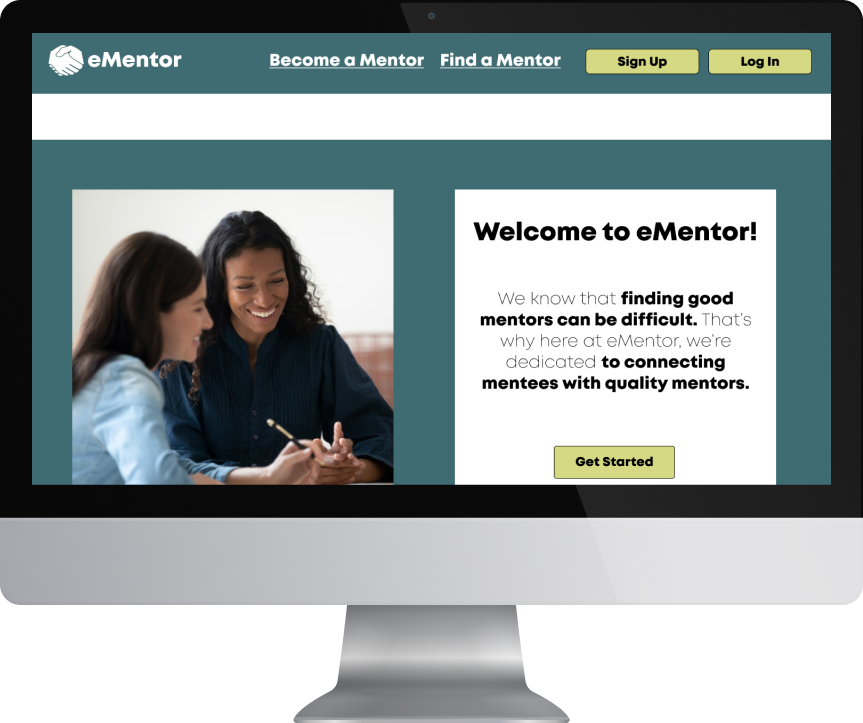 eMentor
Become a Mentor
Find a Mentor
Sign Up
Log In
Welcome to eMentor!
We know that finding good
mentors can be difficult. That's
why here at eMentor, we're
dedicated to connecting
mentees with quality mentors.
Get Started